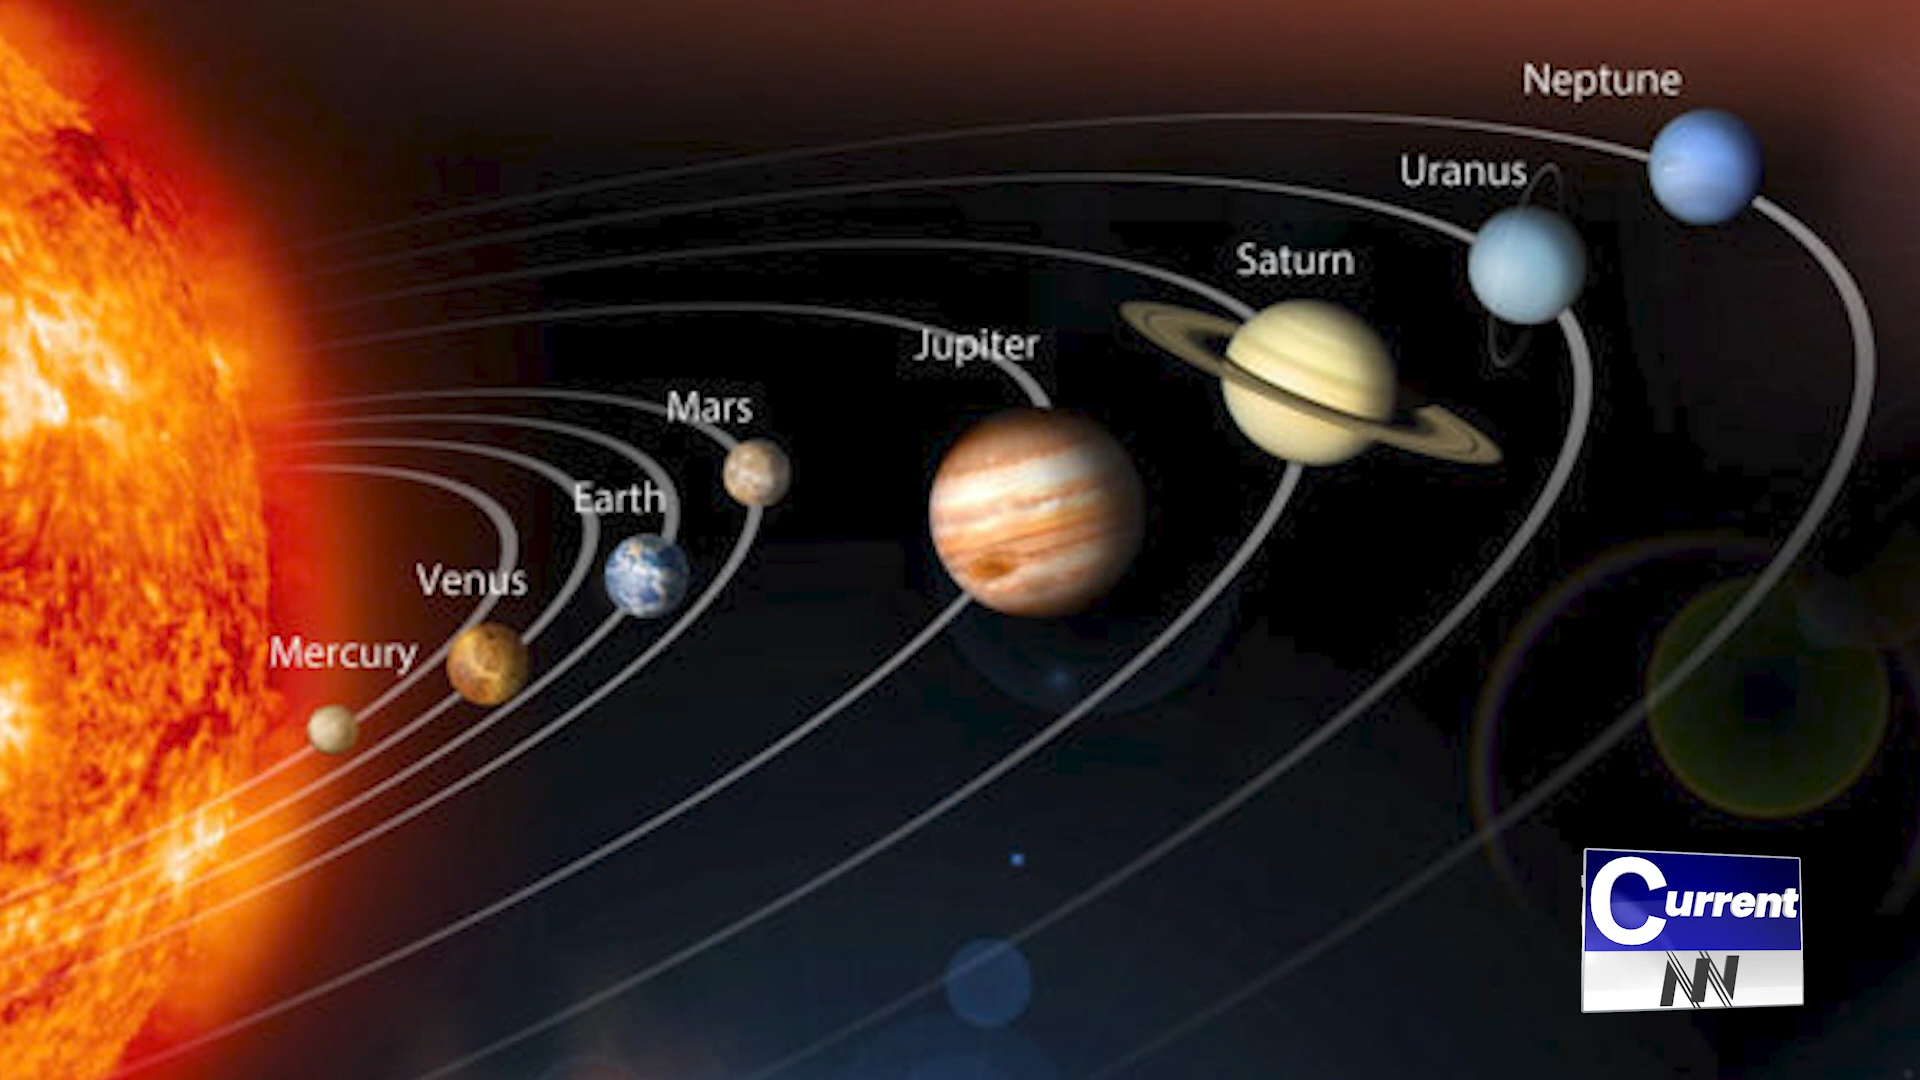 Neptune
Uranus
Saturn
Jupiter
Mars
Earth
Venus
Mercury
Current
NN